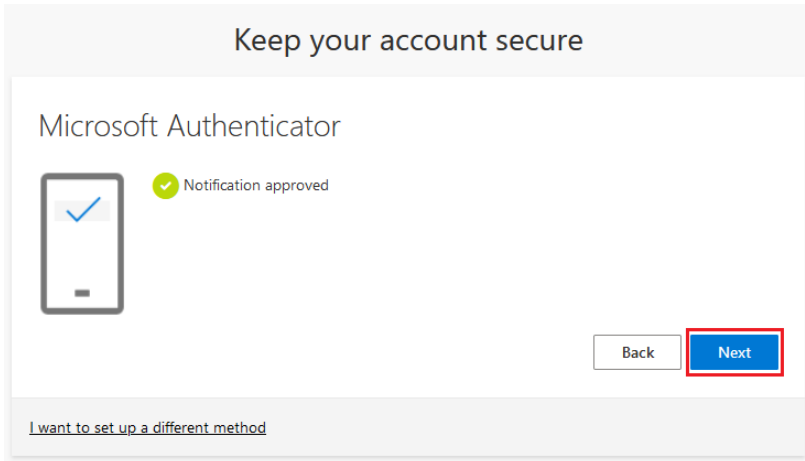 Keep your account secure
Microsoft Authenticator
Notification approved
Back
Next
I want to set up a different method